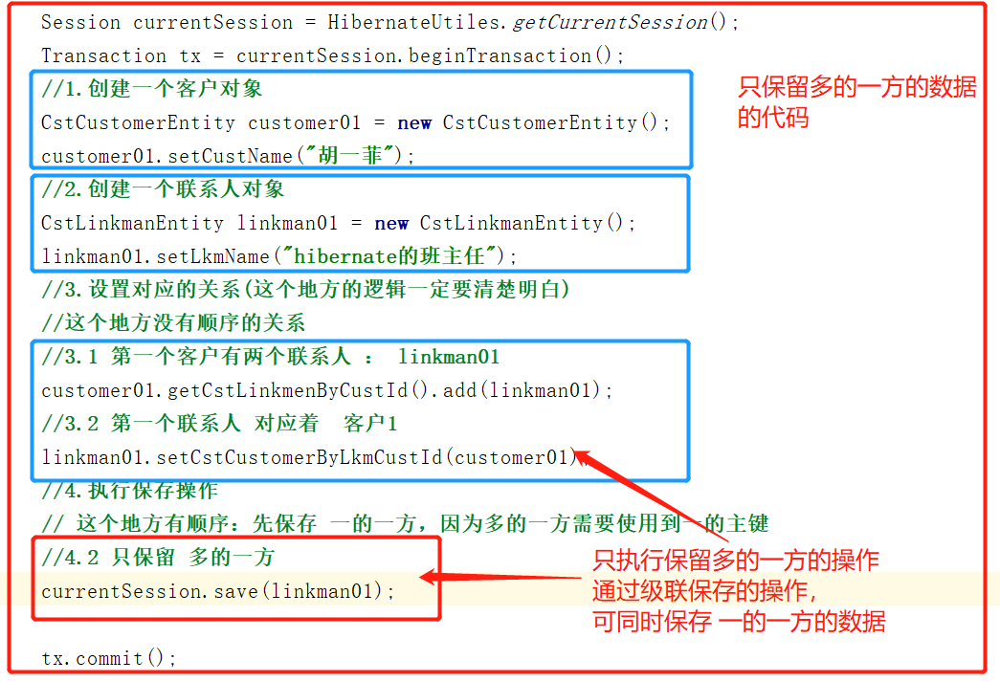 Session currentSession = HibernateUtiles.getCurrentSession();
Transaction tx = currentSession.beginTransaction();
//1.创建一个客户对象
CstCustomerEntity customer01 = new CstCustomerEntity();
customer01.setCustName("胡一菲");
只保留多的一方的数据
的代码
//2.创建一个联系人对象
CstLinkmanEntity linkman01 = new CstLinkmanEntity();
linkman01.setLkmName("hibernate的班主任");
//3.设置对应的关系(这个地方的逻辑一定要清楚明白)
//这个地方没有顺序的关系
//3.1 第一个客户有两个联系人 : linkman01
customer01.getCstLinkmenByCustId().add(linkman01);
//3.2 第一个联系人 对应着 客户1
linkman01.setCstCustomerByLkmCustId(customer01);
//4.执行保存操作
// 这个地方有顺序: 先保存 一的一方, 因为多的一方需要使用到一的主键
//4.2 只保留 多的一方
currentSession.save(linkman01);
只执行保留多的一方的操作
通过级联保存的操作,
可同时保存 一的一方的数据
tx.commit();